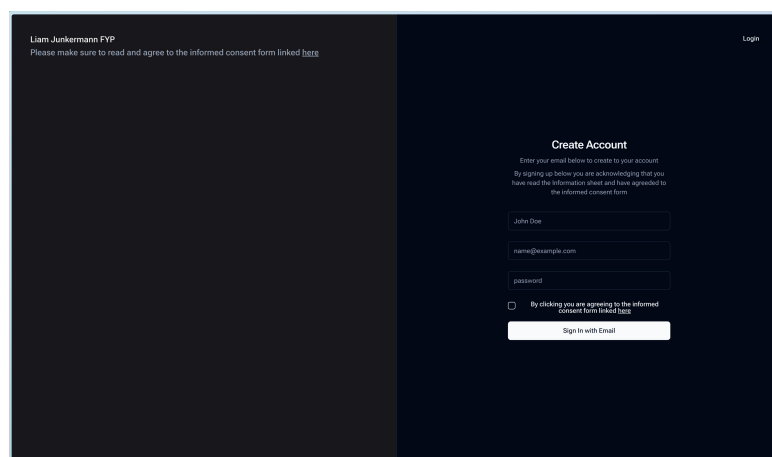 Liam Junkermann FYP
Please make sure to read and agree to the informed consent form linked here
Login
Create Account
Enter your email below to create to your account
By signing up below you are acknowledging that you
have read the Information sheet and have agreeded to
the informed consent form
John Doe
name@example.com
password
By clicking you are agreeing to the informed
consent form linked here
Sign In with Email